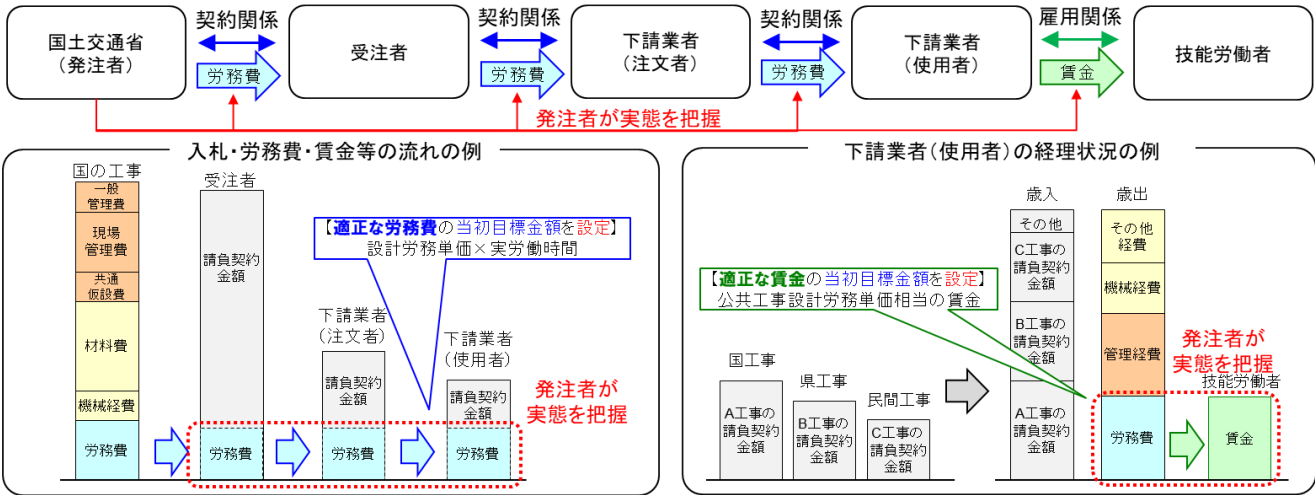 契約関係
契約関係
契約関係
雇用関係
国土交通省
(発注者)
労務費
受注者
労務費
下請業者
(注文者)
労務費
下請業者
(使用者)
賃金
技能労働者
発注者が実態を把握
入札・労務費・賃金等の流れの例
国の工事
一般
管理費
現場
管理費
共通
仮設費
材料費
機械経費
労務費
受注者
請負契約
金額
労務費
【適正な労務費の当初目標金額を設定】
設計労務単価×実労働時間
下請業者
(注文者)
請負契約
金額
労務費
下請業者
(使用者)
請負契約
金額
労務費
発注者が
実態を把握
下請業者(使用者)の経理状況の例
【適正な賃金の当初目標金額を設定】
公共工事設計労務単価相当の賃金
国工事
A工事の
請負契約
金額
県工事
B工事の
請負契約
金額
民間工事
C工事の
請負契約
金額
歳入
その他
C工事の
請負契約
金額
B工事の
請負契約
金額
A工事の
請負契約
金額
歳出
その他
経費
機械経費
管理経費
労務費
発注者が
実態を把握
技能労働者
賃金